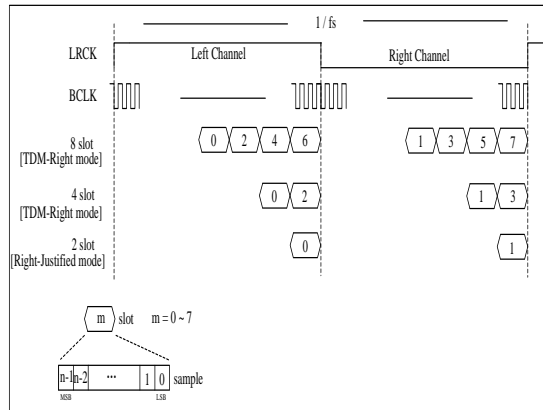 1 / fs
LRCK
Left Channel
Right Channel
BCLK
8 slot
[TDM-Right mode]
0 2 4 6
1 3 5 7
4 slot
[TDM-Right mode]
0 2
1 3
2 slot
[Right-Justified mode]
0
1
m slot m = 0 ~ 7
n-1 n-2 ... 1 0 sample
MSB LSB